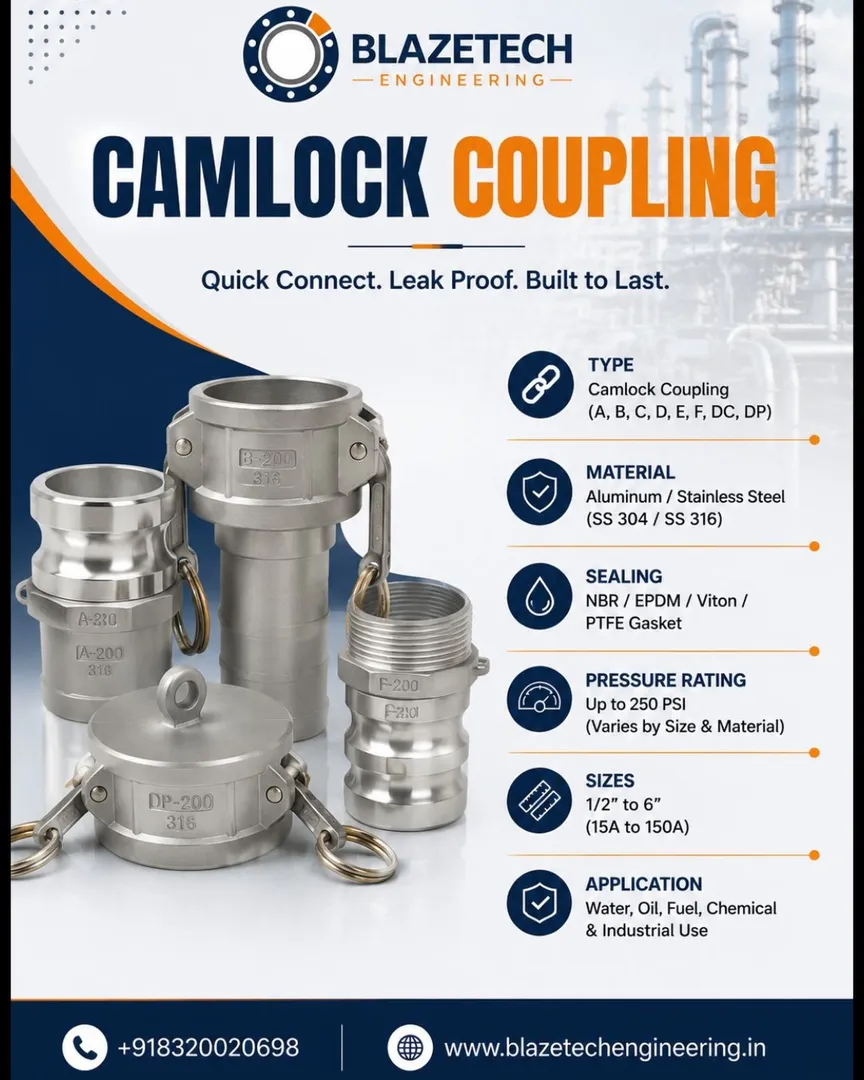 BLAZETECH
ENGINEERING
CAMLOCK COUPLING
Quick Connect. Leak Proof. Built to Last.
TYPE
Camlock Coupling
(A, B, C, D, E, F, DC, DP)
MATERIAL
Aluminum / Stainless Steel
(SS 304 / SS 316)
SEALING
NBR / EPDM / Viton /
PTFE Gasket
PRESSURE RATING
Up to 250 PSI
(Varies by Size & Material)
SIZES
1/2” to 6”
(15A to 150A)
APPLICATION
Water, Oil, Fuel, Chemical
& Industrial Use
B-200
316
A-200
316
F-200
DP-200
316
+918320020698
www.blazetechengineering.in